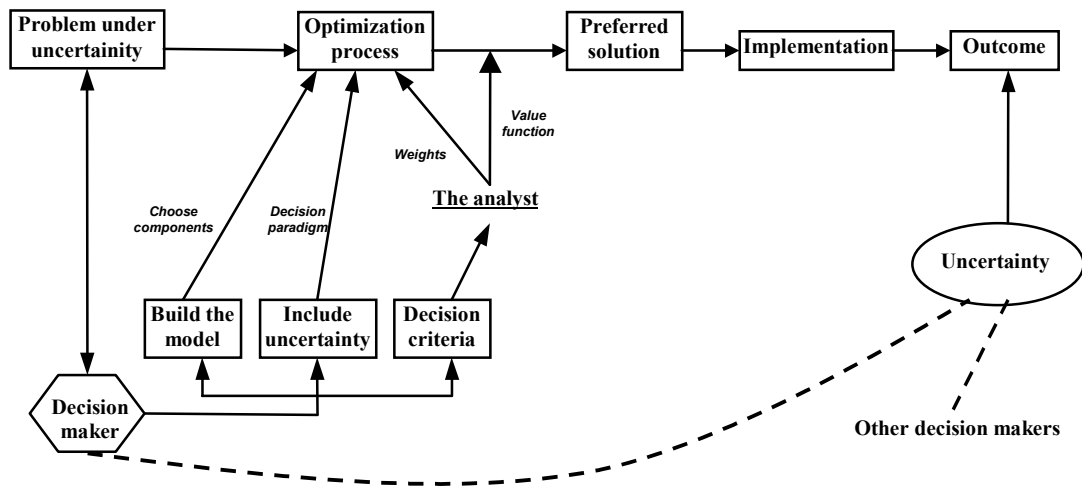 Problem under
uncertainity
Optimization
process
Preferred
solution
Implementation
Outcome
Value
function
Weights
The analyst
Choose
components
Decision
paradigm
Uncertainty
Build the
model
Include
uncertainty
Decision
criteria
Decision
maker
Other decision makers